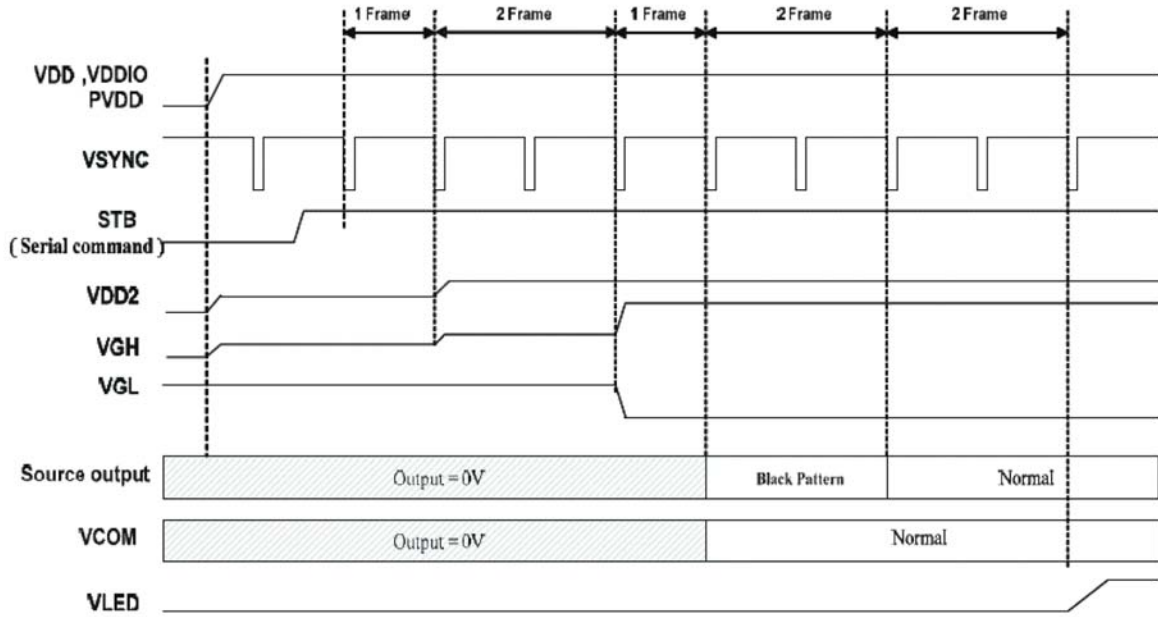 1 Frame 2 Frame 1 Frame 2 Frame 2 Frame
VDD ,VDDIO
PVDD
VSYNC
STB
( Serial command )
VDD2
VGH
VGL
Source output Output = 0V Black Pattern Normal
VCOM Output = 0V Normal
VLED